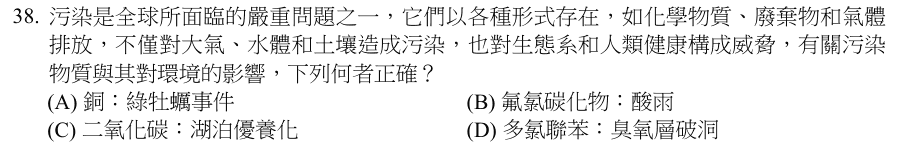 38. 污染是全球所面臨的嚴重問題之一，它們以各種形式存在，如化學物質、廢棄物和氣體
排放，不僅對大氣、水體和土壤造成污染，也對生態系和人類健康構成威脅，有關污染
物質與其對環境的影響，下列何者正確？
(A) 銅：綠牡蠣事件 (B) 氟氯碳化物：酸雨
(C) 二氧化碳：湖泊優養化 (D) 多氯聯苯：臭氧層破洞